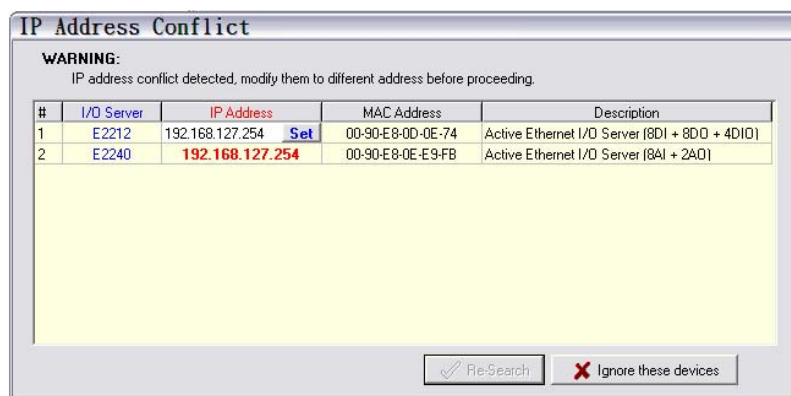 IP Address Conflict
WARNING:
IP address conflict detected, modify them to different address before proceeding.
# I/O Server IP Address MAC Address Description
1 E2212 192.168.127.254 Set 00-90-E8-0D-0E-74 Active Ethernet I/O Server (8DI + 8DO + 4DIO)
2 E2240 192.168.127.254 00-90-E8-0E-E9-FB Active Ethernet I/O Server (8AI + 2AO)
Re-Search Ignore these devices